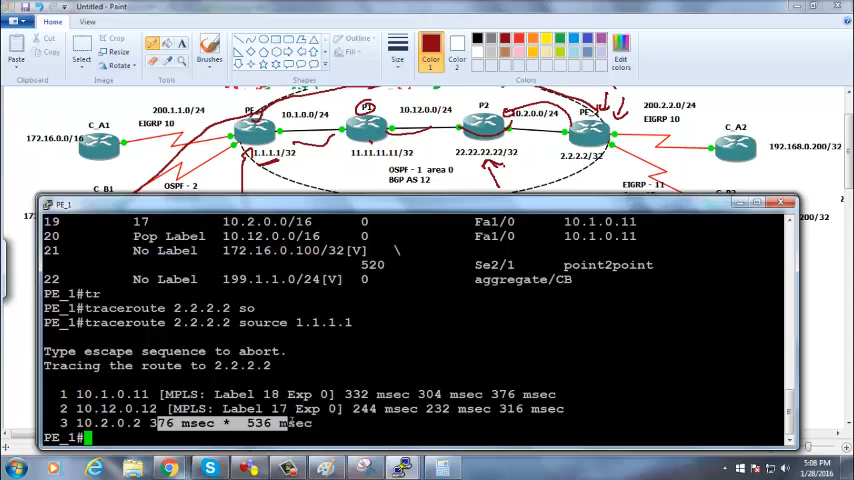 Untitled - Paint
Home
View
Paste
Cut
Copy
Clipboard
Select
Crop
Resize
Rotate
Image
Tools
Brushes
Outline
Fill
Shapes
Size
Color 1
Color 2
Edit colors
Colors
200.1.1.0/24
EIGRP 10
C_A1
172.16.0.0/16
C_B1
PE
1.1.1.1/32
OSPF - 2
10.1.0.0/24
P1
11.11.11.11/32
10.12.0.0/24
P2
22.22.22.22/32
10.2.0.0/24
OSPF - 1 area 0
BGP AS 12
PE
2.2.2.2/32
200.2.2.0/24
EIGRP 10
C_A2
192.168.0.200/32
EIGRP - 11
PE_1
19 17 10.2.0.0/16 0 Fa1/0 10.1.0.11
20 Pop Label 10.12.0.0/16 0 Fa1/0 10.1.0.11
21 No Label 172.16.0.100/32[V] \
520 Se2/1 point2point
22 No Label 199.1.1.0/24[V] 0 aggregate/CB
PE_1#tr
PE_1#traceroute 2.2.2.2 so
PE_1#traceroute 2.2.2.2 source 1.1.1.1
Type escape sequence to abort.
Tracing the route to 2.2.2.2
1 10.1.0.11 [MPLS: Label 18 Exp 0] 332 msec 304 msec 376 msec
2 10.12.0.12 [MPLS: Label 17 Exp 0] 244 msec 232 msec 316 msec
3 10.2.0.2 376 msec * 536 msec
PE_1#
5:08 PM
1/28/2016